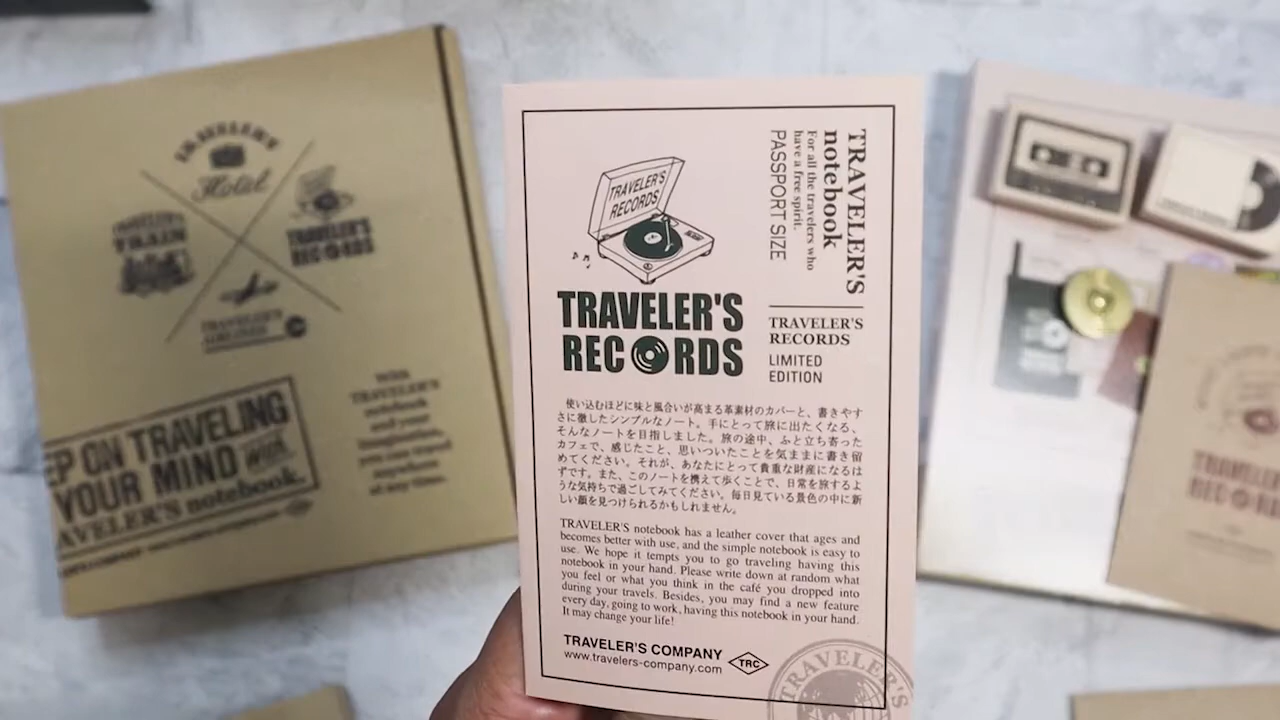 TRAVELER'S
Hotel
TRAVELER'S
TRAIN
TRAVELER'S
RECORDS
TRAVELER'S
AIRLINES
EP ON TRAVELING
YOUR MIND with
AVELER'S notebook.
With
TRAVELER'S
notebook
and your
imagination,
you can travel
anywhere
at any time.
TRAVELER'S
RECORDS
TRAVELER'S
RECORDS
TRAVELER'S
notebook
For all the travelers who
have a free spirit.
PASSPORT SIZE
TRAVELER'S
RECORDS
LIMITED
EDITION
使い込むほどに味と風合いが高まる革素材のカバーと、書きやす
さに徹したシンプルなノート。手にとって旅に出たくなる、
そんなノートを目指しました。旅の途中、ふと立ち寄った
カフェで、感じたこと、思いついたことを気ままに書き留
めてください。それが、あなたにとって貴重な財産になるは
ずです。また、このノートを携えて歩くことで、日常を旅するよ
うな気持ちで過ごしてみてください。毎日見ている景色の中に新
しい顔を見つけられるかもしれません。
TRAVELER'S notebook has a leather cover that ages and
becomes better with use, and the simple notebook is easy to
use. We hope it tempts you to go traveling having this
notebook in your hand. Please write down at random what
you feel or what you think in the café you dropped into
during your travels. Besides, you may find a new feature
every day, going to work, having this notebook in your hand.
It may change your life!
TRAVELER'S COMPANY
www.travelers-company.com
TRC
TRAVELER'S
TRAVELER
RECORDS